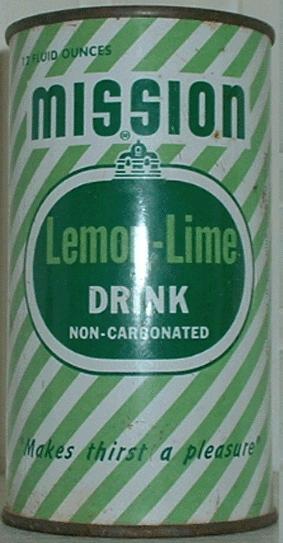 12 FLUID OUNCES
MISSION
®
Lemon-Lime
DRINK
NON-CARBONATED
"Makes thirst a pleasure"